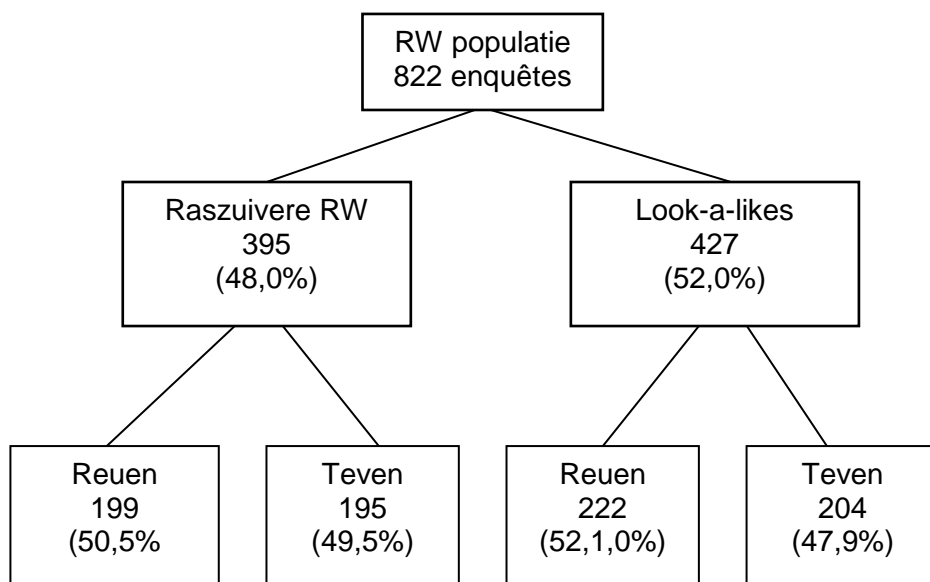 RW populatie
822 enquêtes
Raszuivere RW
395
(48,0%)
Look-a-likes
427
(52,0%)
Reuen
199
(50,5%
Teven
195
(49,5%)
Reuen
222
(52,1,0%)
Teven
204
(47,9%)